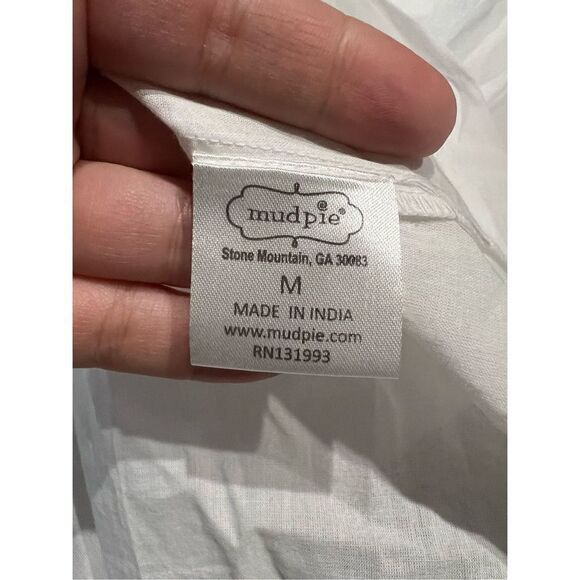 mudpie®
Stone Mountain, GA 30083
M
MADE IN INDIA
www.mudpie.com
RN131993